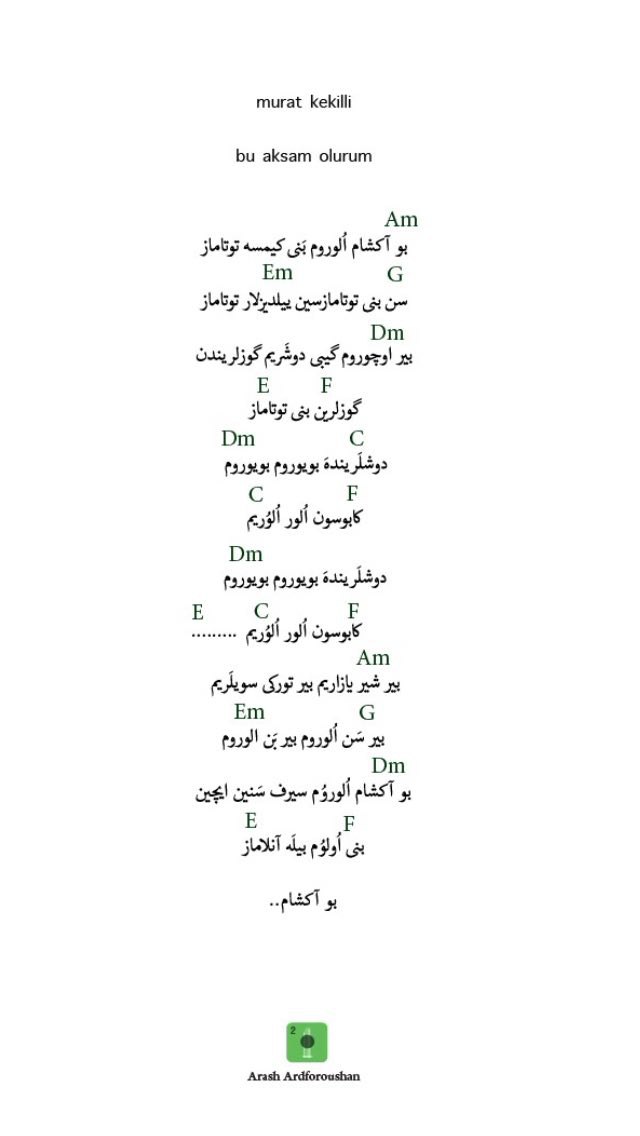 murat kekilli
bu aksam olurum
Am
بو آکشام اُلوروم بَنی کیمسه توتاماز
G Em
سن بنی توتامازسین ییلدیزلار توتاماز
Dm
بیر اوچوروم گیبی دوشَریم گوزلریندن
F E
گوزلرین بنی توتاماز
C Dm
دوشلَریندهَ بویوروم بویوروم
F C
کابوسون اُلور اُلوُریم
Dm
دوشلَریندهَ بویوروم بویوروم
F C E
کابوسون اُلور اُلوُریم .........
Am
بیر شیر یازاریم بیر تورکی سویلَریم
G Em
بیر سَن اُلوروم بیر بَن الوروم
Dm
بو آکشام اُلوروُم سیرف سَنین ایچین
F E
بنی اُولوُم بیلَه آنلاماز
بو آکشام..
2
Arash Ardforoushan